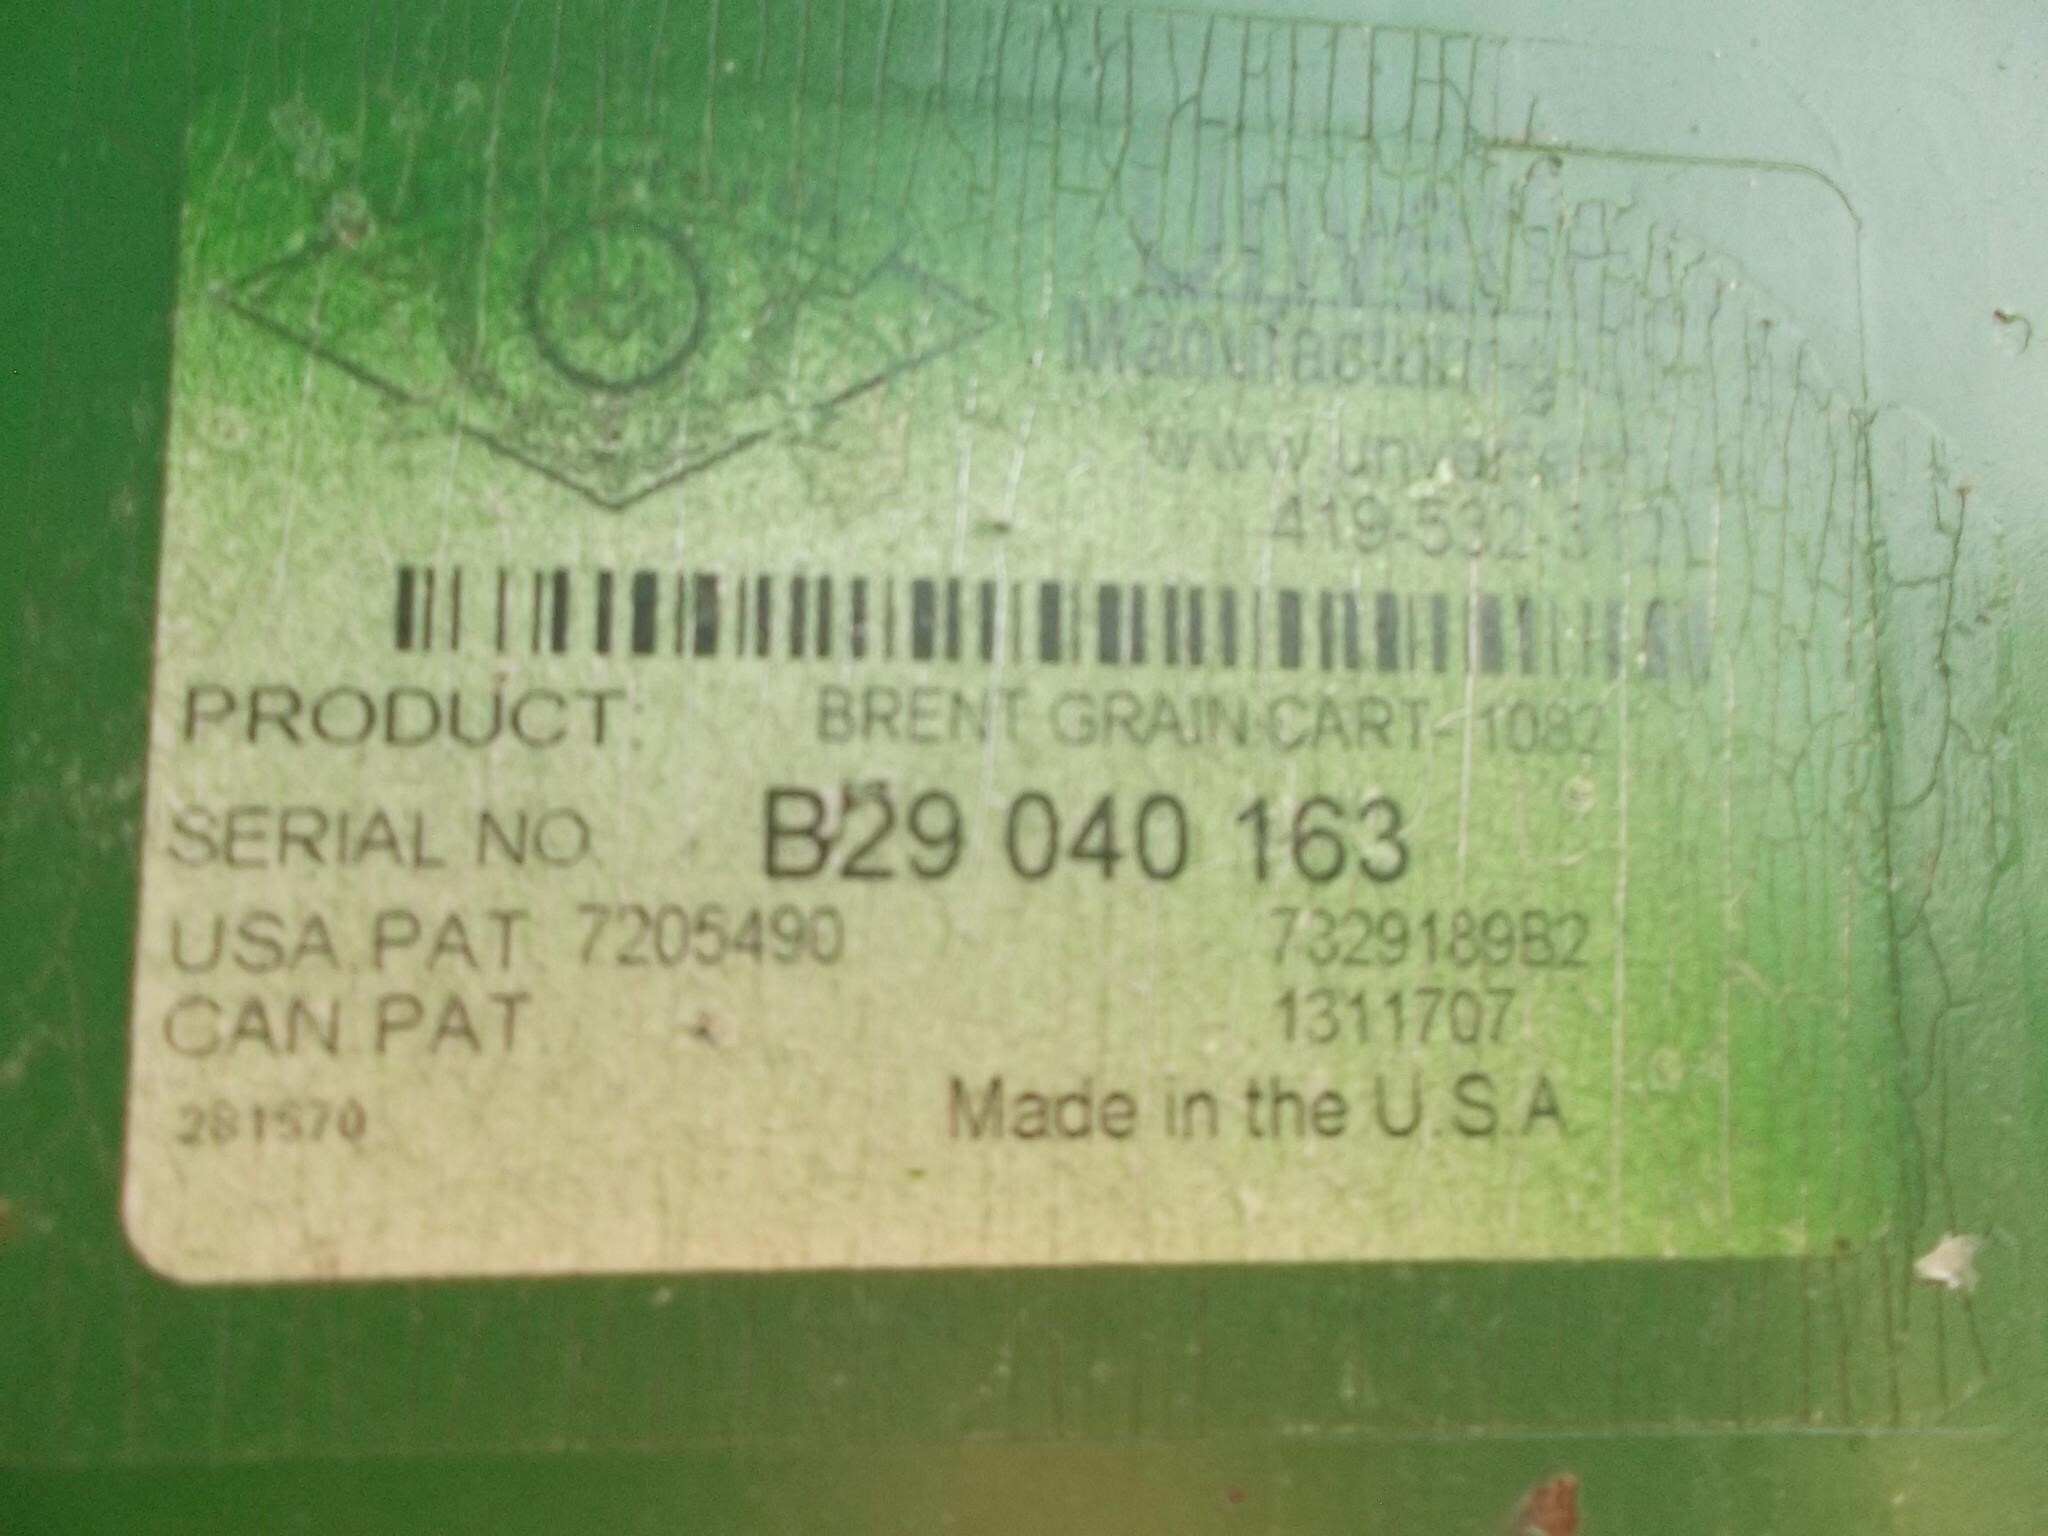 Manufacturing
419-532-3121
PRODUCT: BRENT GRAIN CART- 1082
SERIAL NO. B29 040 163
USA PAT. 7205490 7329189B2
CAN PAT. 1311707
281570 Made in the U.S.A.